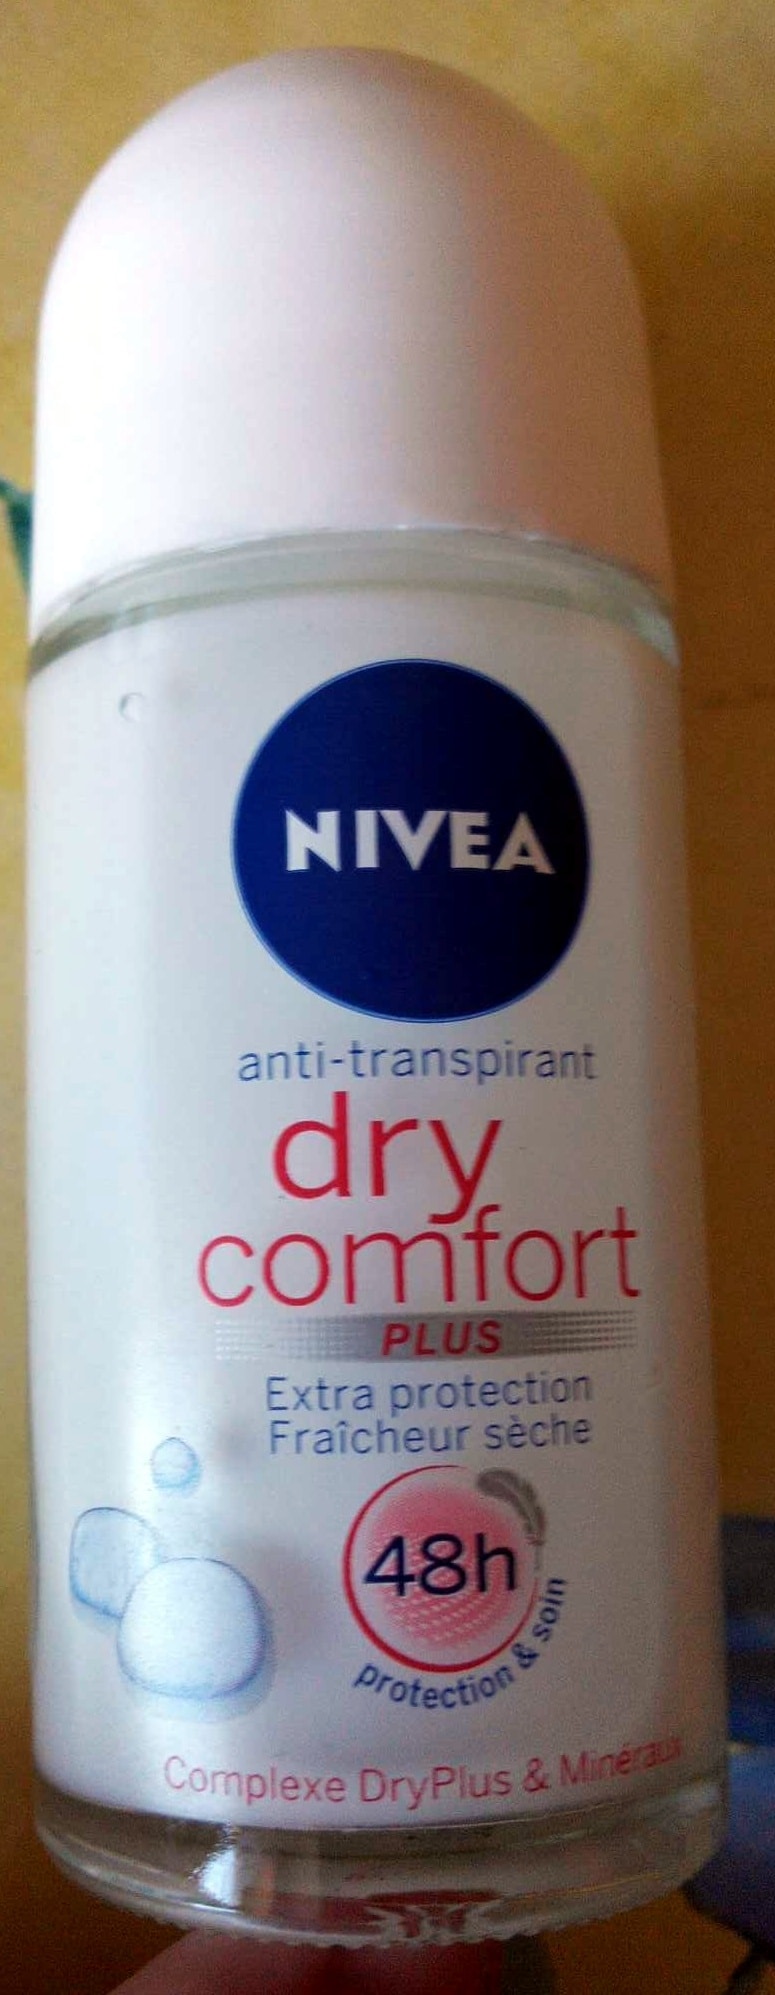 NIVEA
anti-transpirant
dry
comfort
PLUS
Extra protection
Fraîcheur sèche
48h
protection & soin
Complexe DryPlus & Minéraux